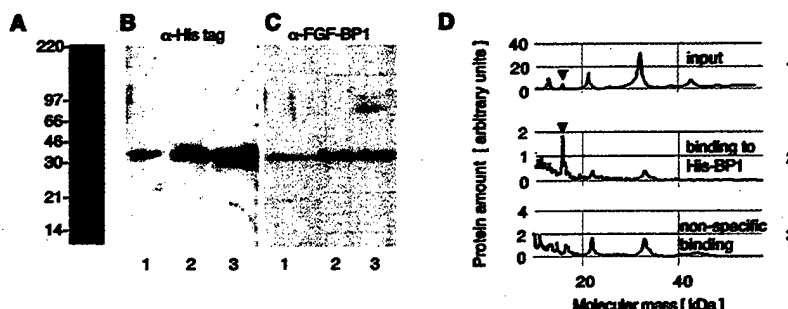 A
220
97
66
46
30
21
14
B
α-His tag
1 2 3
C
α-FGF-BP1
1 2 3
D
Protein amount [ arbitrary units ]
40
20
0
input
2
1
0
binding to
His-BP1
4
2
0
non-specific
binding
20 40
Molecular mass [ kDa ]